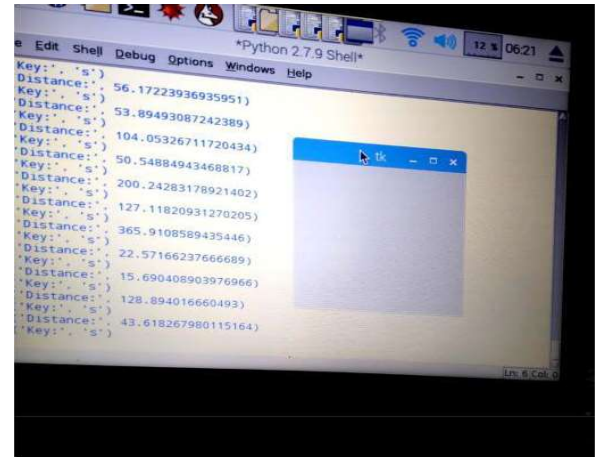 12 % 06:21
*Python 2.7.9 Shell*
e Edit Shell Debug Options Windows Help
Key:', 's')
Distance:', 56.17223936935951)
Key:', 's')
Distance:', 53.89493087242389)
Key:', 's')
Distance:', 104.05326711720434)
Key:', 's')
Distance:', 50.54884943468817)
'Key:', 's')
'Distance:', 200.24283178921402)
'Key:', 's')
'Distance:', 127.11820931270205)
'Key:', 's')
'Distance:', 365.9108589435446)
'Key:', 's')
'Distance:', 22.57166237666689)
'Key:', 's')
'Distance:', 15.690408903976966)
'Key:', 's')
'Distance:', 128.894016660493)
'Key:', 's')
'Distance:', 43.618267980115164)
'Key:', 's')
tk
Ln: 6 Col: 0